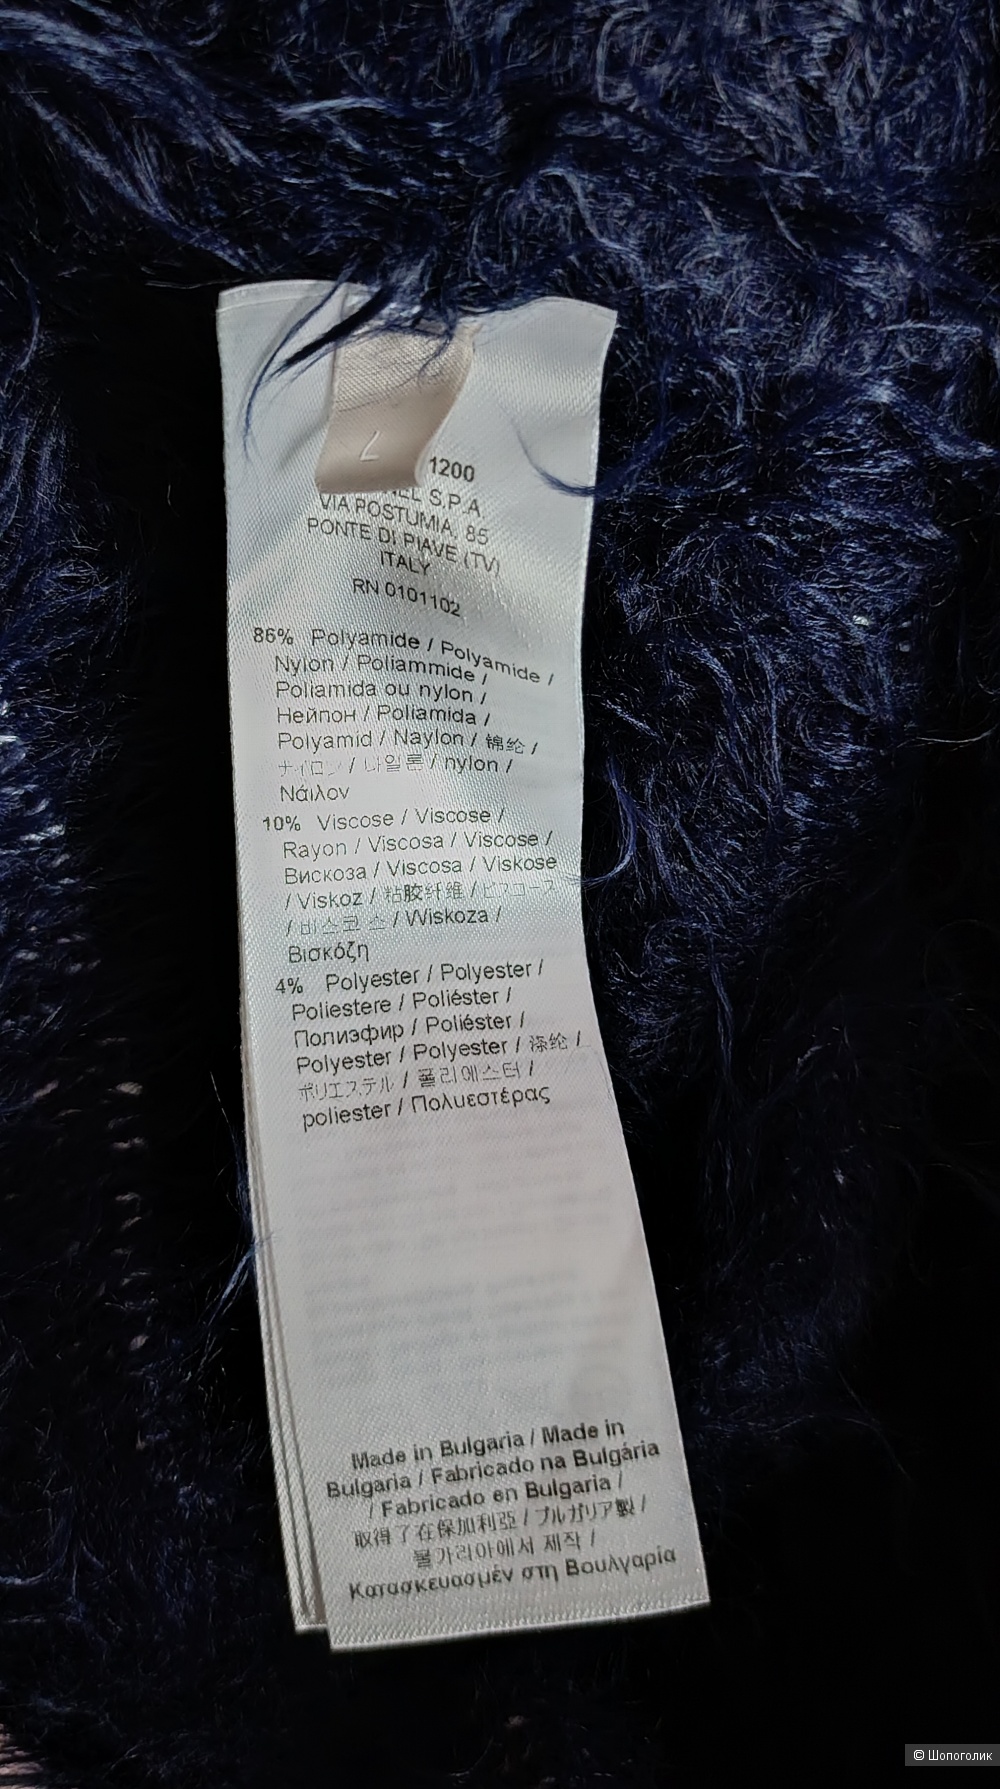 L
1200
S.P.A
VIA POSTUMIA, 85
PONTE DI PIAVE (TV)
ITALY
RN 0101102
86% Polyamide / Polyamide /
Nylon / Poliammide /
Poliamida ou nylon /
Нейпон / Poliamida /
Polyamid / Naylon / 锦纶 /
ナイロン / 나일론 / nylon /
Νάιλον
10% Viscose / Viscose /
Rayon / Viscosa / Viscose /
Вискоза / Viscosa / Viskose
/ Viskoz / 粘胶纤维 / ビスコース
/ 비스코 스 / Wiskoza /
Βισκόζη
4% Polyester / Polyester /
Poliestere / Poliéster /
Полиэфир / Poliéster /
Polyester / Polyester / 涤纶 /
ポリエステル / 폴리에스터 /
poliester / Πολυεστέρας
Made in Bulgaria / Made in
Bulgaria / Fabricado na Bulgária
/ Fabricado en Bulgaria /
取得了在保加利亞 / ブルガリア製 /
불가리아에서 제작 /
Κατασκευασμέν στη Βουλγαρία
© Шопоголик